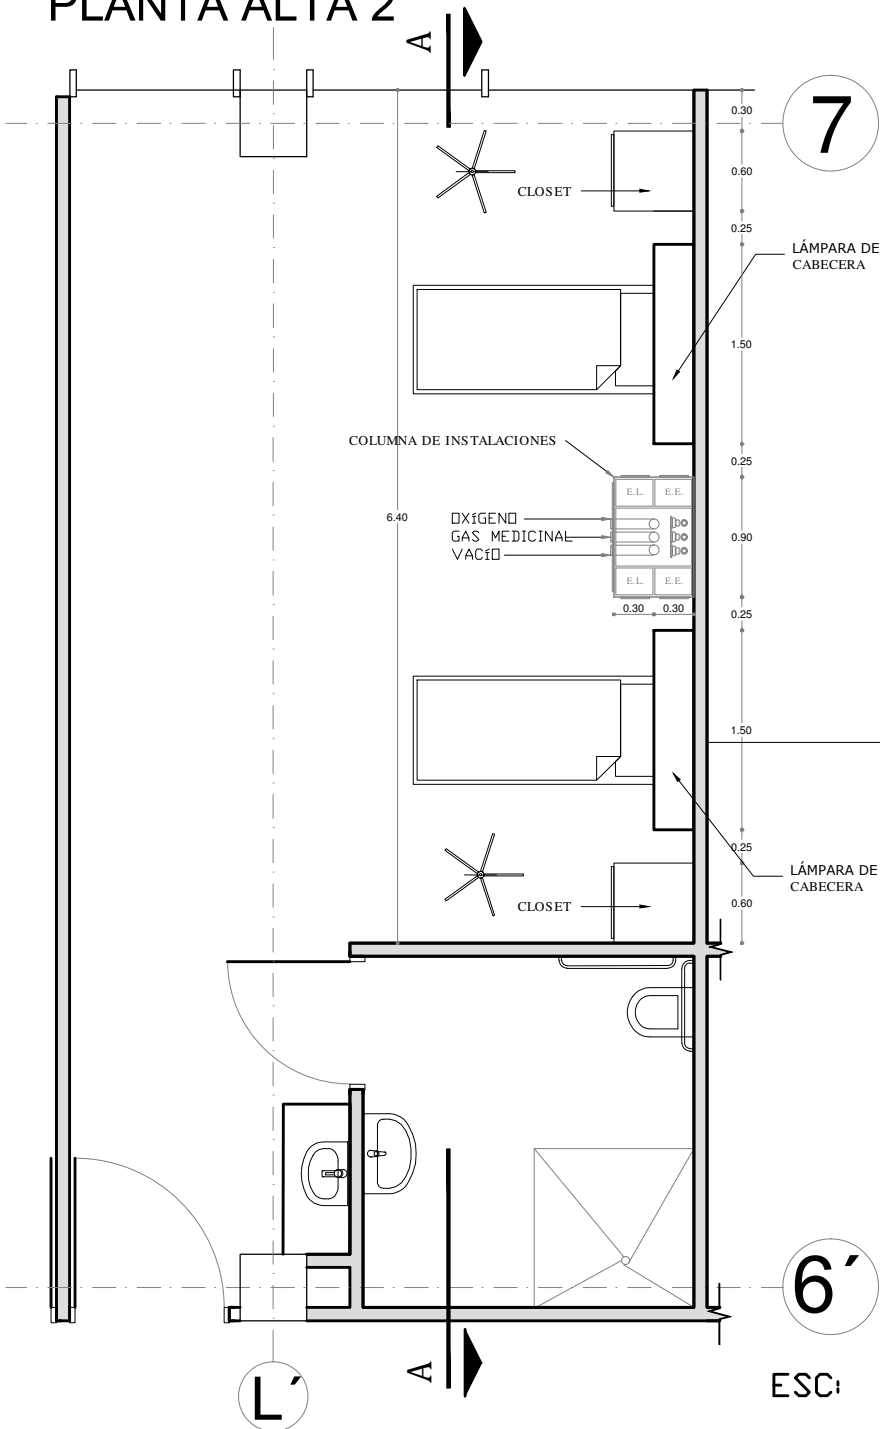 PLANTA ALTA 2
A
7
0.30
0.60
CLOSET
0.25
LÁMPARA DE
CABECERA
1.50
COLUMNA DE INSTALACIONES
0.25
E.L. E.E.
6.40
OXíGENO
GAS MEDICINAL
VACíO
0.90
E.L. E.E.
0.30 0.30
0.25
1.50
0.25
LÁMPARA DE
CABECERA
CLOSET
0.60
6´
A
L´
ESC: